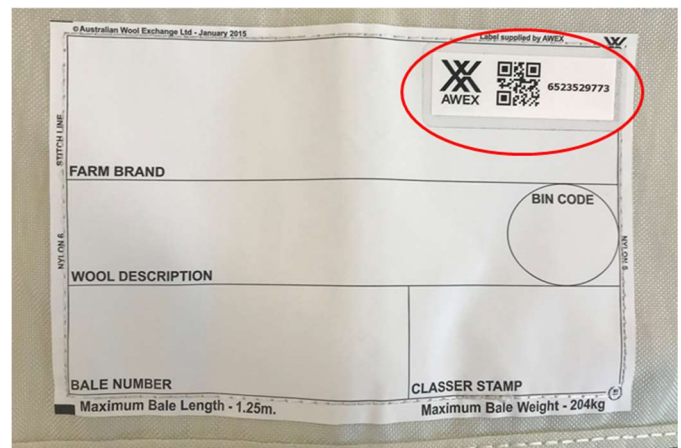 © Australian Wool Exchange Ltd - January 2015
Label supplied by AWEX
AWEX
6523529773
STITCH LINE
FARM BRAND
BIN CODE
NYLON 6
NYLON 6
WOOL DESCRIPTION
BALE NUMBER
CLASSER STAMP
Maximum Bale Length - 1.25m.
Maximum Bale Weight - 204kg